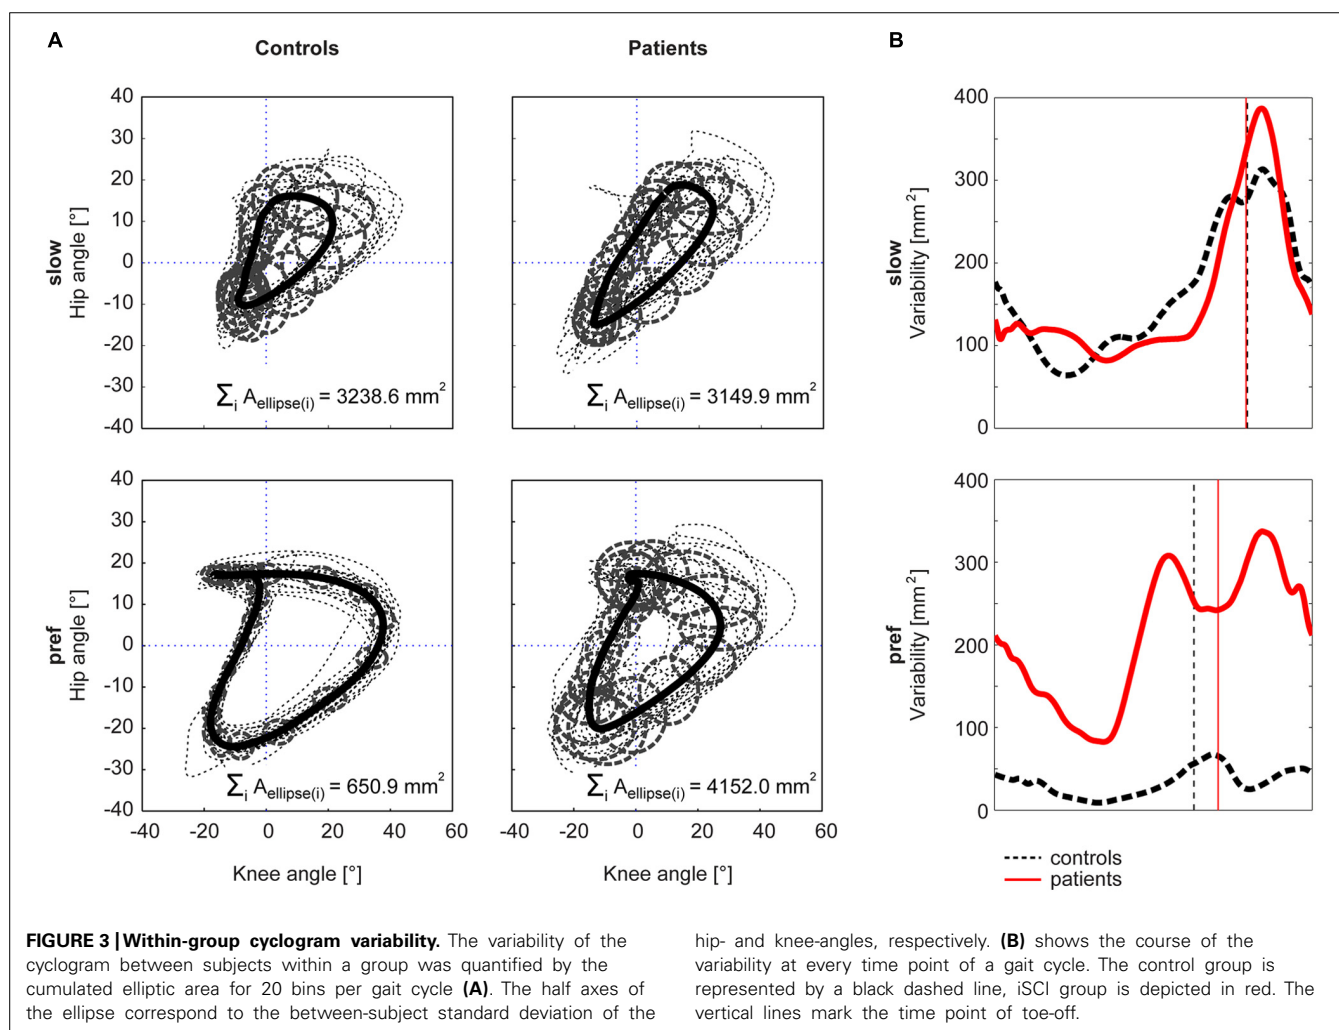 A
Controls
Patients
B
40
30
20
10
0
-10
-20
-30
-40
slow
Hip angle [°]
∑i Aellipse(i) = 3238.6 mm²
∑i Aellipse(i) = 3149.9 mm²
400
300
200
100
0
slow
Variability [mm²]
40
30
20
10
0
-10
-20
-30
-40
pref
Hip angle [°]
∑i Aellipse(i) = 650.9 mm²
∑i Aellipse(i) = 4152.0 mm²
-40 -20 0 20 40 60
-40 -20 0 20 40 60
Knee angle [°]
Knee angle [°]
400
300
200
100
0
pref
Variability [mm²]
controls
patients
FIGURE 3 | Within-group cyclogram variability. The variability of the
cyclogram between subjects within a group was quantified by the
cumulated elliptic area for 20 bins per gait cycle (A). The half axes of
the ellipse correspond to the between-subject standard deviation of the
hip- and knee-angles, respectively. (B) shows the course of the
variability at every time point of a gait cycle. The control group is
represented by a black dashed line, iSCI group is depicted in red. The
vertical lines mark the time point of toe-off.